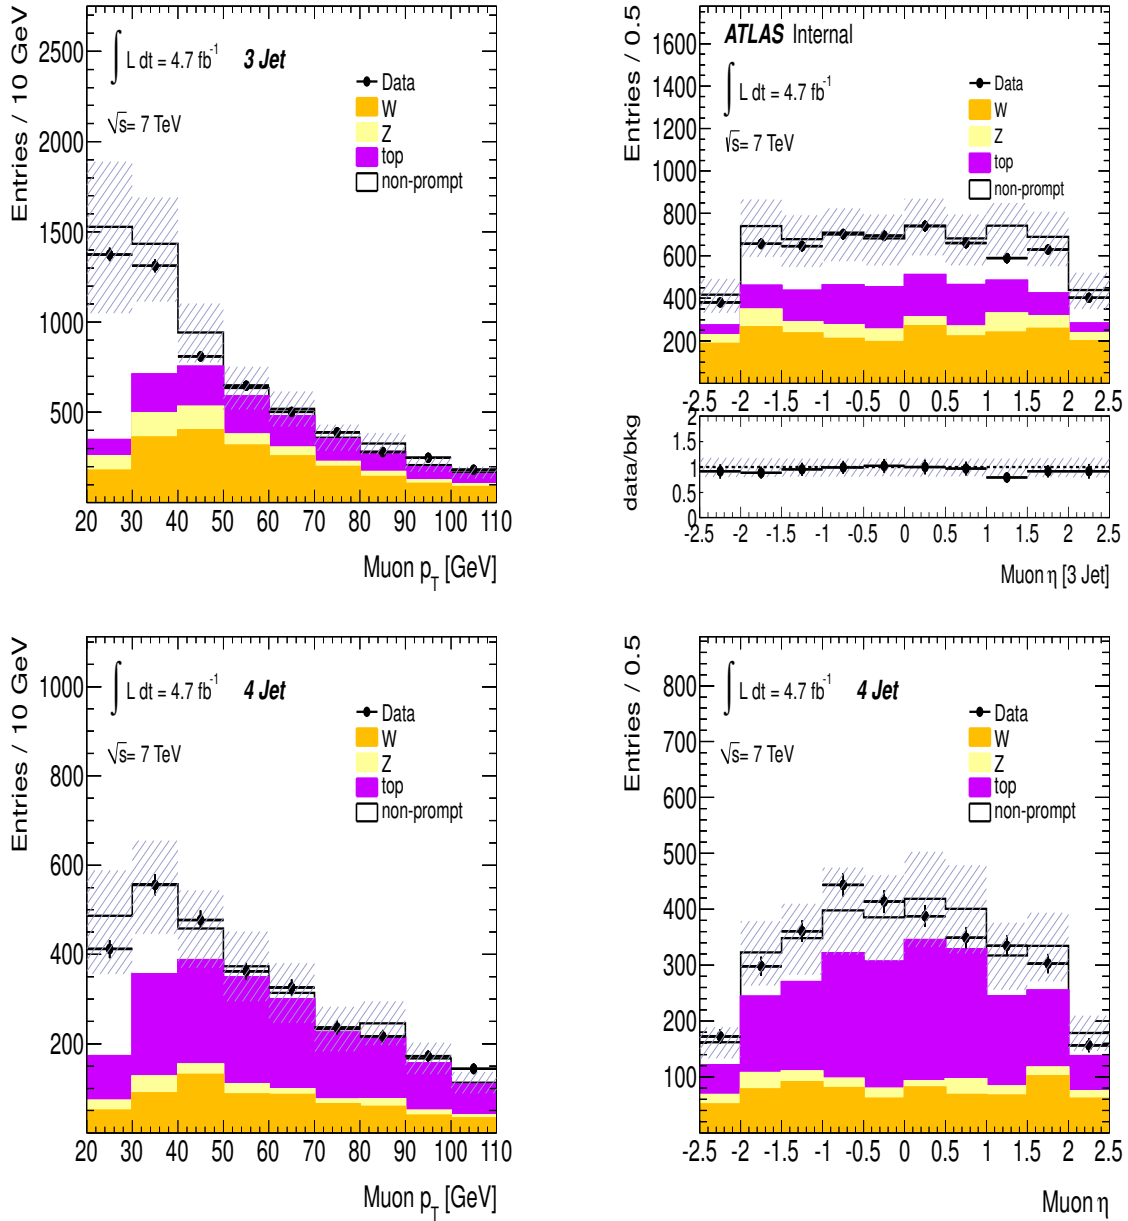 Entries / 10 GeV
2500
2000
1500
1000
500
∫ L dt = 4.7 fb⁻¹ 3 Jet
√s= 7 TeV
Data
W
Z
top
non-prompt
20 30 40 50 60 70 80 90 100 110
Muon p_T [GeV]
Entries / 0.5
1600
1400
1200
1000
800
600
400
200
ATLAS Internal
∫ L dt = 4.7 fb⁻¹
√s= 7 TeV
Data
W
Z
top
non-prompt
-2.5 -2 -1.5 -1 -0.5 0 0.5 1 1.5 2 2.5
data/bkg
2
1.5
1
0.5
0
-2.5 -2 -1.5 -1 -0.5 0 0.5 1 1.5 2 2.5
Muon η [3 Jet]
Entries / 10 GeV
1000
800
600
400
200
∫ L dt = 4.7 fb⁻¹ 4 Jet
√s= 7 TeV
Data
W
Z
top
non-prompt
20 30 40 50 60 70 80 90 100 110
Muon p_T [GeV]
Entries / 0.5
800
700
600
500
400
300
200
100
∫ L dt = 4.7 fb⁻¹ 4 Jet
√s= 7 TeV
Data
W
Z
top
non-prompt
-2.5 -2 -1.5 -1 -0.5 0 0.5 1 1.5 2 2.5
Muon η